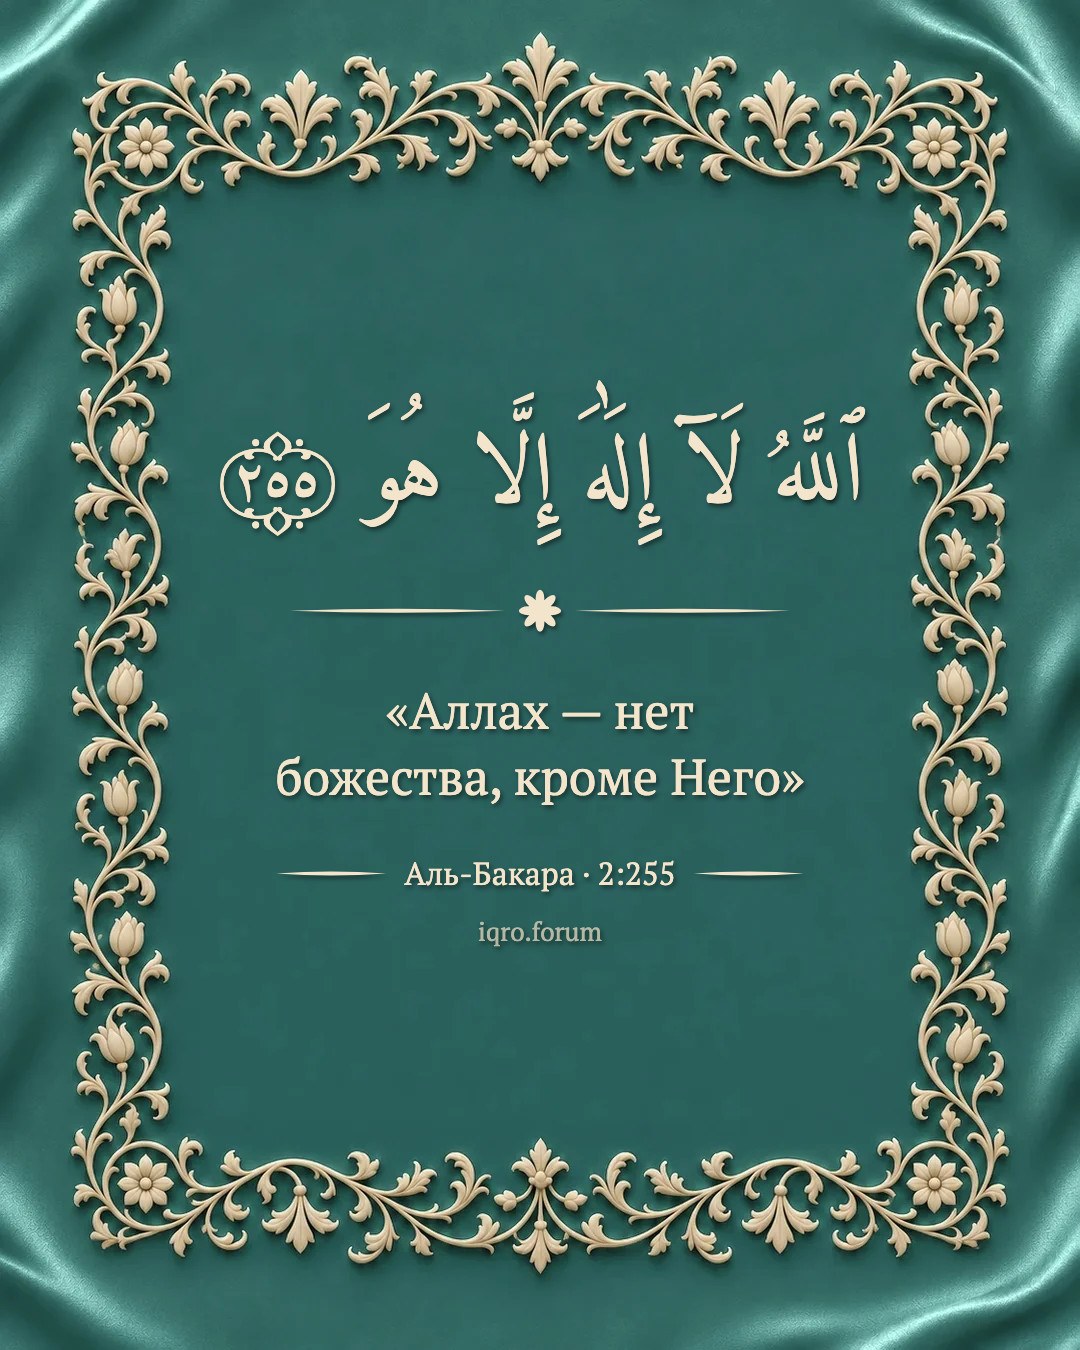 ٱللَّهُ لَآ إِلَٰهَ إِلَّا هُوَ ٢٥٥
«Аллах — нет
божества, кроме Него»
Аль-Бакара · 2:255
iqro.forum